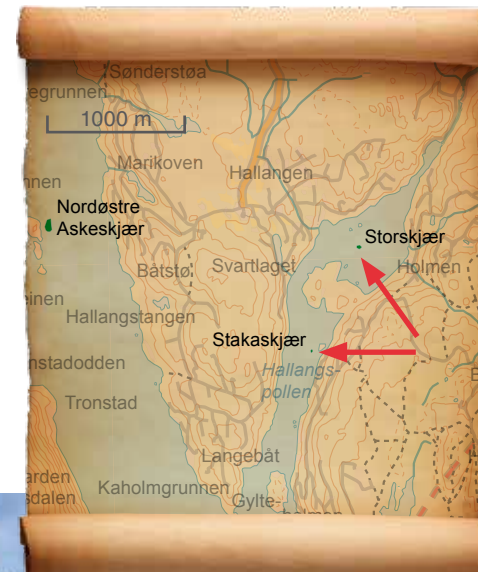 Sønderstøa
egrunnen
1000 m
Marikoven
Hallangen
nnen
Nordøstre
Askeskjær
Storskjær
Båtstø
Svartlaget
Holmen
einen
Hallangstangen
Stakaskjær
nstadodden
Hallangs-
pollen
Tronstad
Langebåt
arden
sdalen
Kaholmgrunnen
Gylte-
holmen